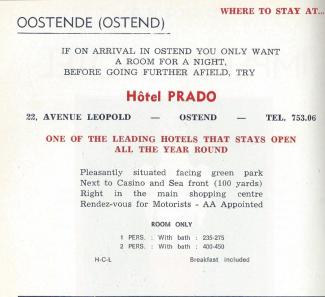 WHERE TO STAY AT...
OOSTENDE (OSTEND)
IF ON ARRIVAL IN OSTEND YOU ONLY WANT
A ROOM FOR A NIGHT,
BEFORE GOING FURTHER AFIELD, TRY
Hôtel PRADO
22, AVENUE LEOPOLD — OSTEND — TEL. 753.06
ONE OF THE LEADING HOTELS THAT STAYS OPEN
ALL THE YEAR ROUND
Pleasantly situated facing green park
Next to Casino and Sea front (100 yards)
Right in the main shopping centre
Rendez-vous for Motorists - AA Appointed
ROOM ONLY
1 PERS. : With bath : 235-275
2 PERS. : With bath : 400-450
H-C-L Breakfast included